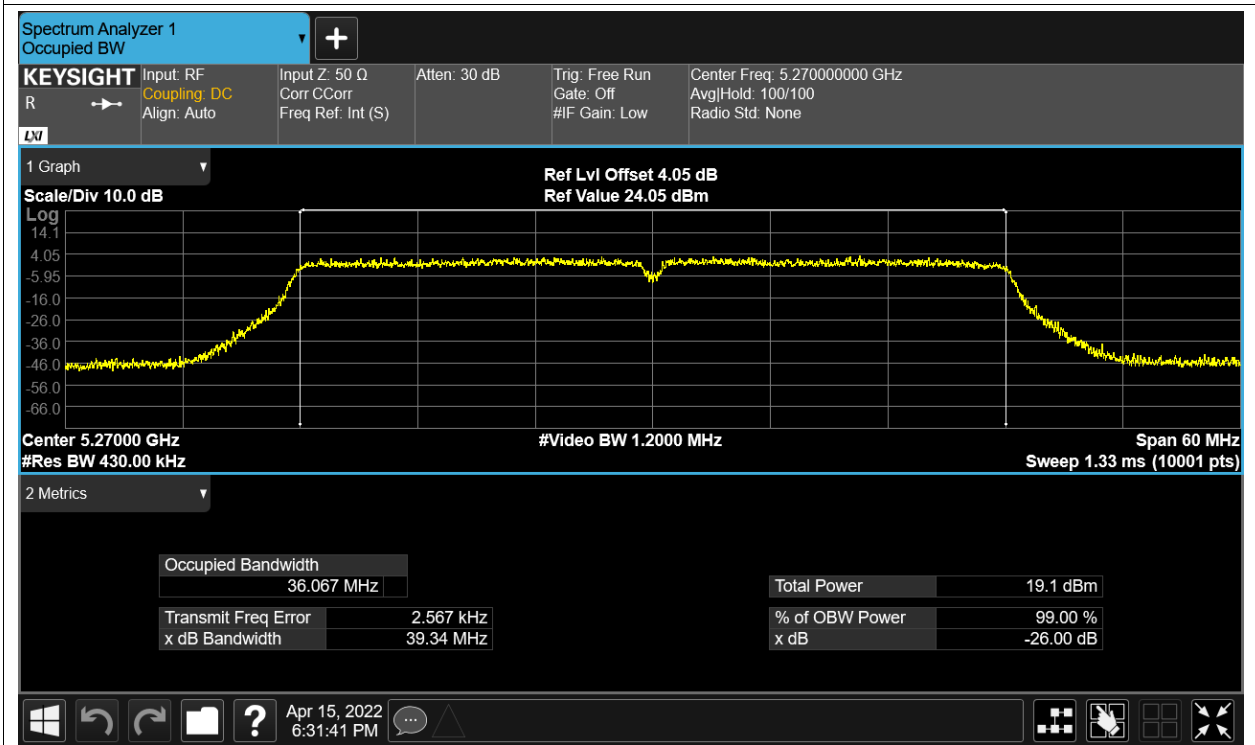 Spectrum Analyzer 1
Occupied BW
KEYSIGHT
R
LXI
Input: RF
Coupling: DC
Align: Auto
Input Z: 50 Ω
Corr CCorr
Freq Ref: Int (S)
Atten: 30 dB
Trig: Free Run
Gate: Off
#IF Gain: Low
Center Freq: 5.270000000 GHz
Avg|Hold: 100/100
Radio Std: None
1 Graph
Scale/Div 10.0 dB
Ref Lvl Offset 4.05 dB
Ref Value 24.05 dBm
Log
14.1
4.05
-5.95
-16.0
-26.0
-36.0
-46.0
-56.0
-66.0
Center 5.27000 GHz
#Video BW 1.2000 MHz
Span 60 MHz
#Res BW 430.00 kHz
Sweep 1.33 ms (10001 pts)
2 Metrics
Occupied Bandwidth
36.067 MHz
Transmit Freq Error 2.567 kHz
x dB Bandwidth 39.34 MHz
Total Power 19.1 dBm
% of OBW Power 99.00 %
x dB -26.00 dB
?
Apr 15, 2022
6:31:41 PM